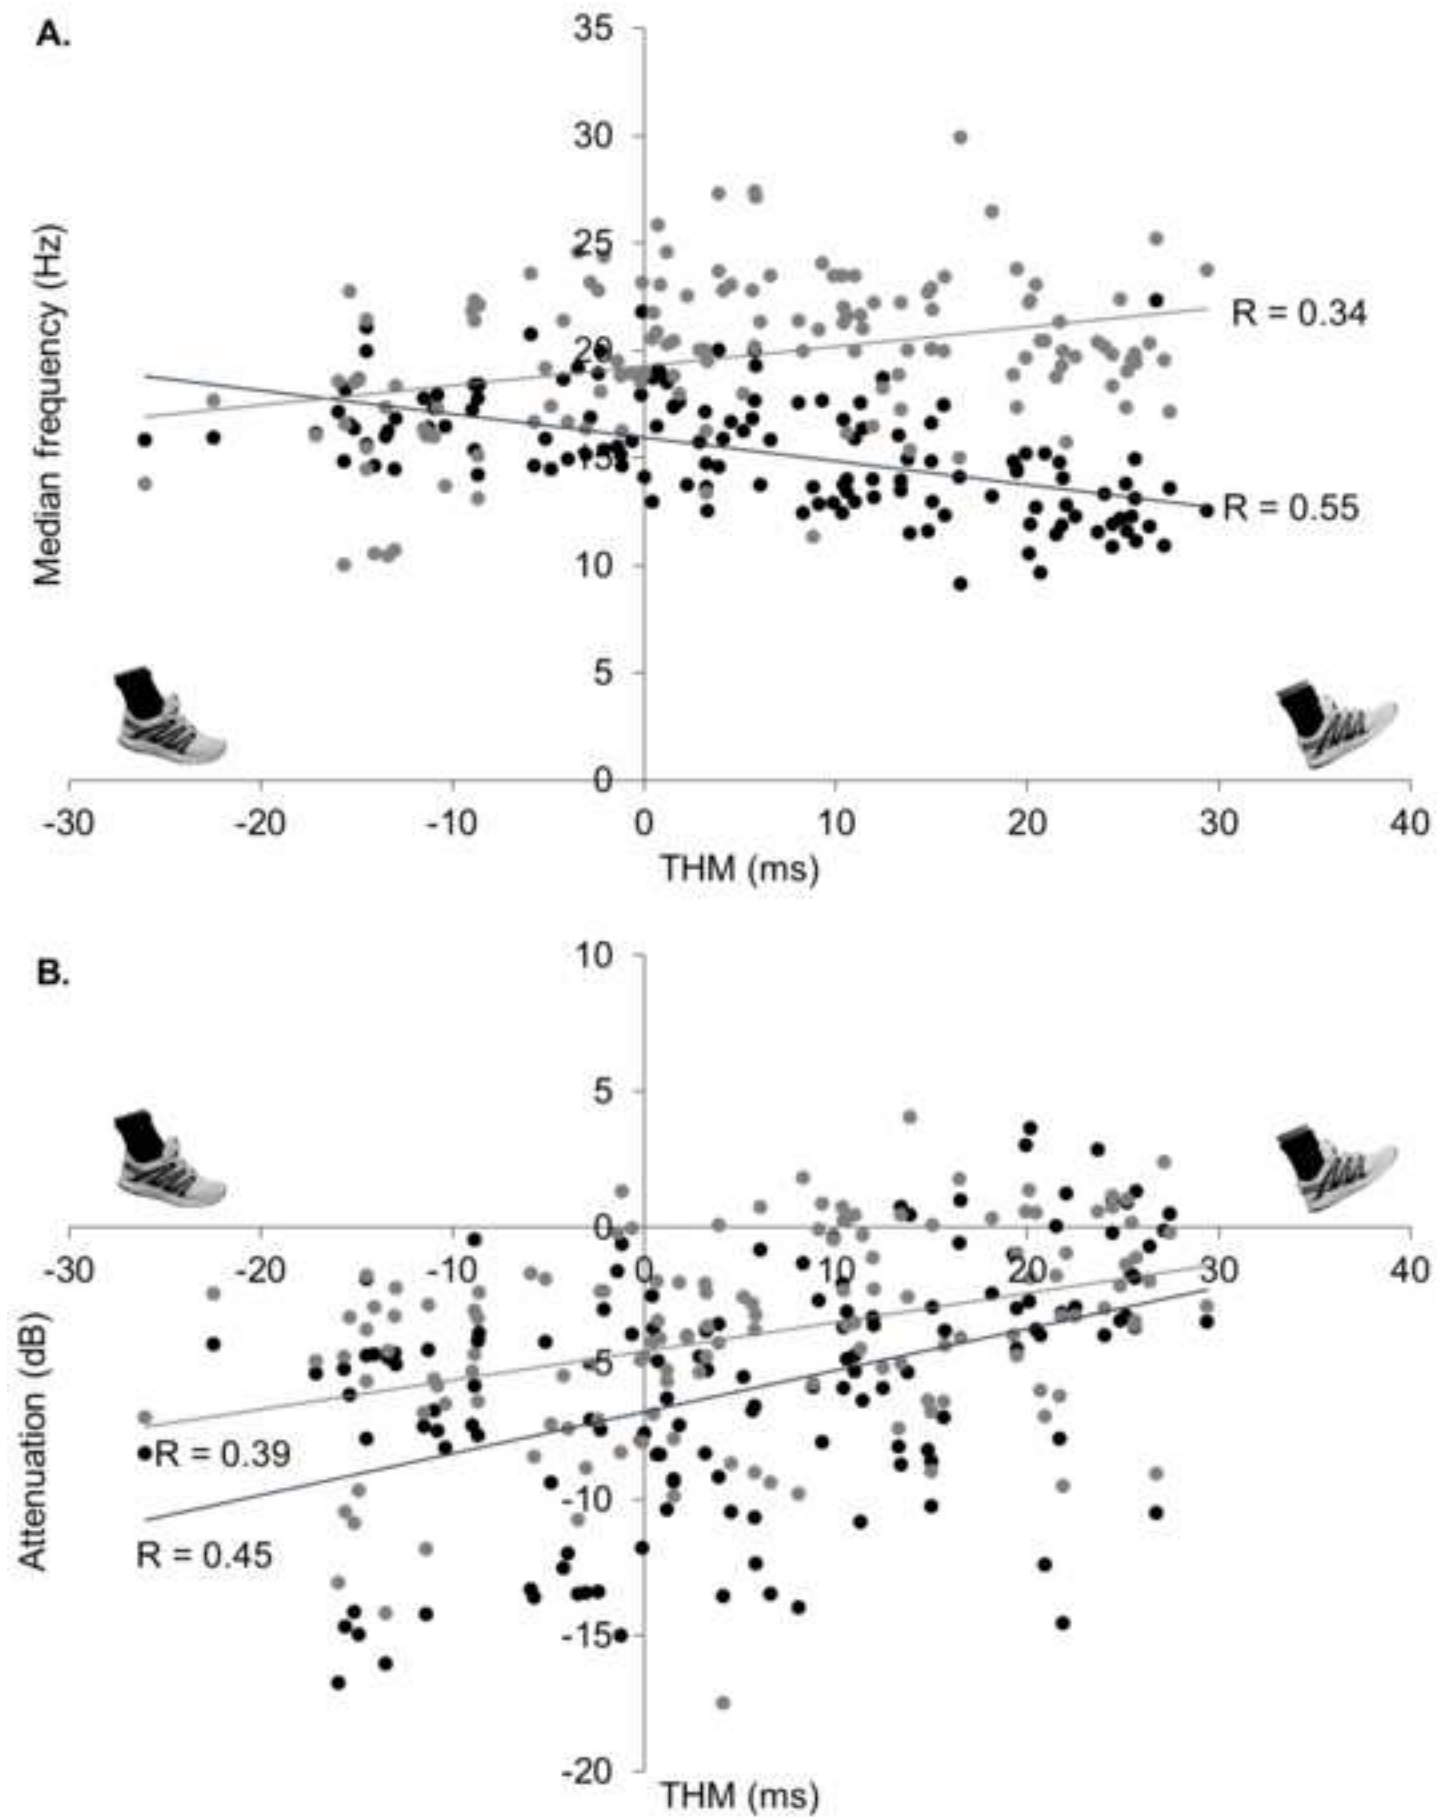 A.
35
30
25
20
15
10
5
0
Median frequency (Hz)
R = 0.34
R = 0.55
-30 -20 -10 0 10 20 30 40
THM (ms)
B.
10
5
0
-30 -20 -10 0 10 20 30 40
-5
-10
-15
-20
Attenuation (dB)
R = 0.39
R = 0.45
THM (ms)